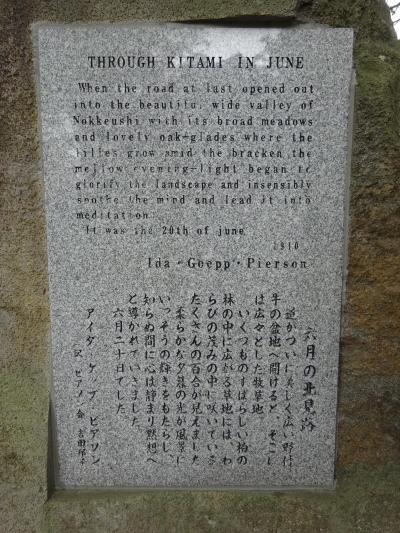 THROUGH KITAMI IN JUNE
When the road at last opened out
into the beautiful wide valley of
Nokkeushi with its broad meadows
and lovely oak-glades where the
lilies grow amid the bracken the
mellow evening-light began to
glorify the landscape and insensibly
soothe the mind and lead it into
meditation
It was the 20th of june
1910
Ida・Goepp・Pierson
六月の北見路
道がついに美しく広い野付
牛の盆地へ開けると、そこし
は広々とした牧草地
いくつものすばらしい柏の
林の中に広がる草地には、わ
らびの茂みの中に咲いている
たくさんの百合が見えました
柔らかな夕暮の光が風景に
いっそうの輝きをもたらし、
知らぬ間に心は静まり黙想へ
と導かれていきました
六月二十日でした
アイダ・ゲップ・ピアソン
訳 ピアソン会